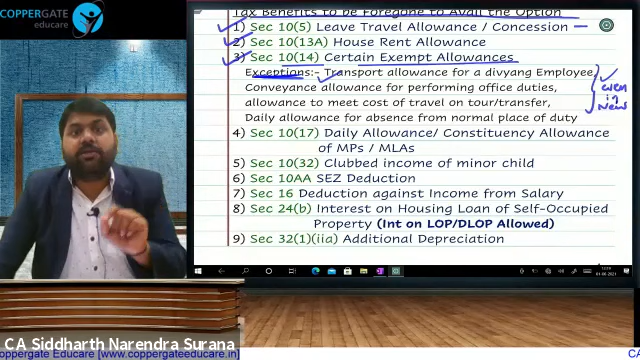 COPPERGATE
educare
Tax Benefits to be Foregone to Avail the Option
1) Sec 10(5) Leave Travel Allowance / Concession
2) Sec 10(13A) House Rent Allowance
3) Sec 10(14) Certain Exempt Allowances
Exceptions:- Transport allowance for a divyang Employee,
Conveyance allowance for performing office duties,
allowance to meet cost of travel on tour/transfer,
Daily allowance for absence from normal place of duty
even
in
New
4) Sec 10(17) Daily Allowance/ Constituency Allowance
of MPs / MLAs
5) Sec 10(32) Clubbed income of minor child
6) Sec 10AA SEZ Deduction
7) Sec 16 Deduction against Income from Salary
8) Sec 24(b) Interest on Housing Loan of Self-Occupied
Property (Int on LOP/DLOP Allowed)
9) Sec 32(1)(iia) Additional Depreciation
CA Siddharth Narendra Surana
oppergate Educare [www.coppergateeducare.in]
CA